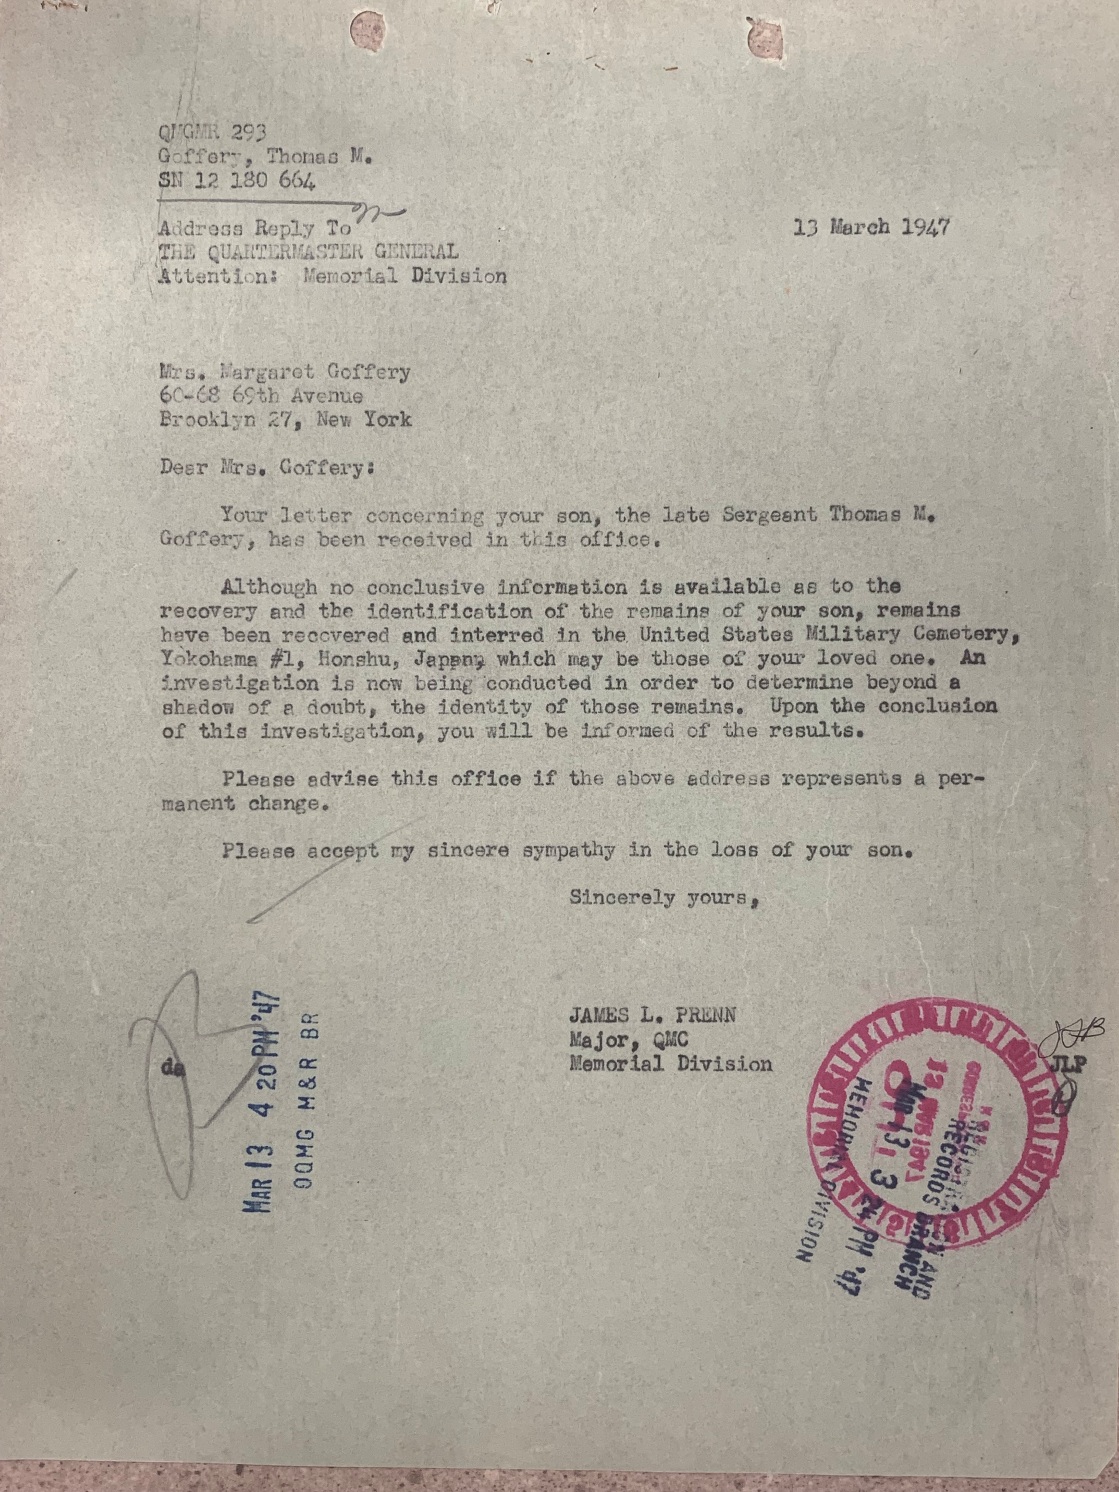 QMGMR 293
Goffery, Thomas M.
SN 12 180 664
Address Reply To
THE QUARTERMASTER GENERAL
Attention: Memorial Division
13 March 1947
Mrs. Margaret Goffery
60-68 69th Avenue
Brooklyn 27, New York
Dear Mrs. Goffery:
Your letter concerning your son, the late Sergeant Thomas M.
Goffery, has been received in this office.
Although no conclusive information is available as to the
recovery and the identification of the remains of your son, remains
have been recovered and interred in the United States Military Cemetery,
Yokohama #1, Honshu, Japan, which may be those of your loved one. An
investigation is now being conducted in order to determine beyond a
shadow of a doubt, the identity of those remains. Upon the conclusion
of this investigation, you will be informed of the results.
Please advise this office if the above address represents a per-
manent change.
Please accept my sincere sympathy in the loss of your son.
Sincerely yours,
JAMES L. PRENN
Major, QMC
Memorial Division
da
JLP
MAR 13 4 20 PM '47
OQMG M&R BR
MAR 13 3 24 PM '47
MEMORIAL DIVISION
RECORDS BRANCH